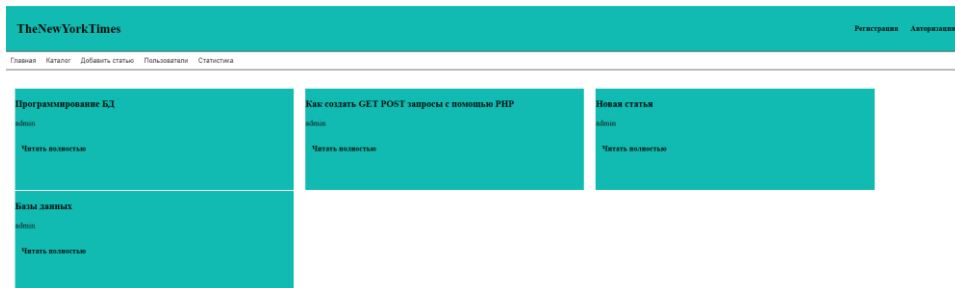 TheNewYorkTimes
Регистрация Авторизация
Главная Каталог Добавить статью Пользователи Статистика
Программирование БД
admin
Читать полностью
Как создать GET POST запросы с помощью PHP
admin
Читать полностью
Новая статья
admin
Читать полностью
Базы данных
admin
Читать полностью